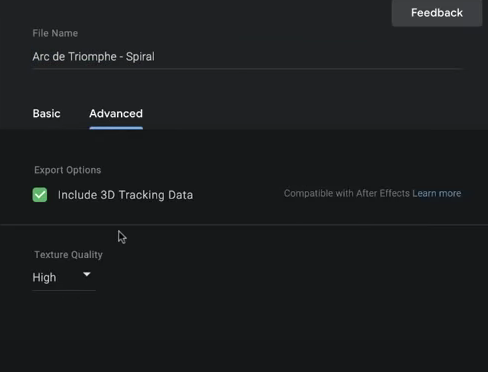 Feedback
File Name
Arc de Triomphe - Spiral
Basic Advanced
Export Options
Include 3D Tracking Data Compatible with After Effects Learn more
Texture Quality
High